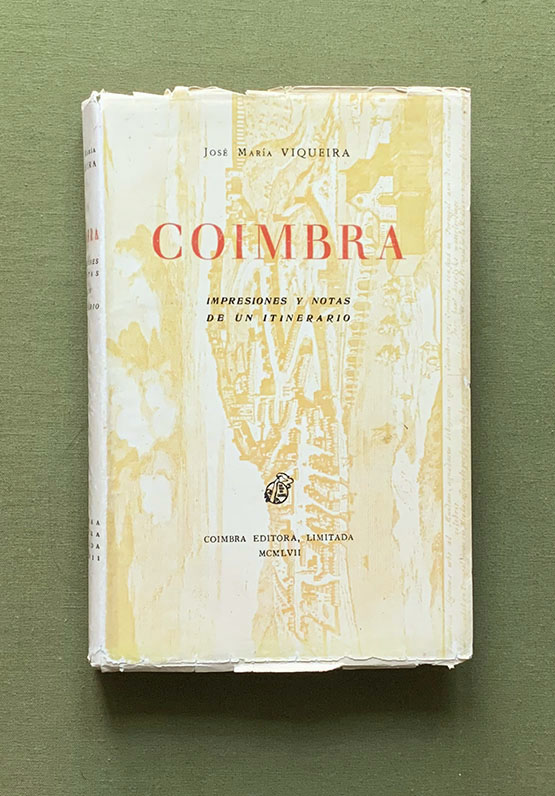 José María VIQUEIRA
COIMBRA
IMPRESIONES Y NOTAS
DE UN ITINERARIO
COIMBRA EDITORA, LIMITADA
MCMLVII